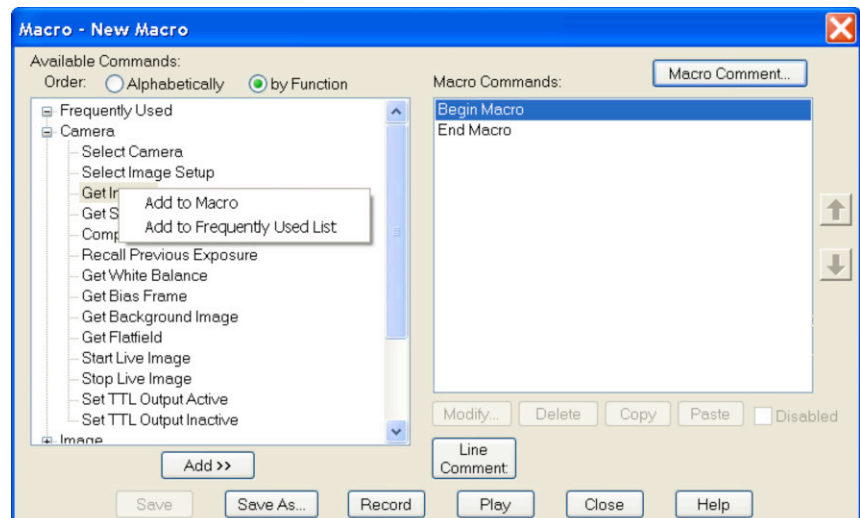 Macro - New Macro
Available Commands:
Order: Alphabetically by Function
Macro Commands:
Macro Comment...
Frequently Used
Camera
Select Camera
Select Image Setup
Get
Add to Macro
Get
Add to Frequently Used List
Recall Previous Exposure
Get White Balance
Get Bias Frame
Get Background Image
Get Flatfield
Start Live Image
Stop Live Image
Set TTL Output Active
Set TTL Output Inactive
Image
Add >>
Begin Macro
End Macro
Modify... Delete Copy Paste Disabled
Line
Comment:
Save Save As... Record Play Close Help